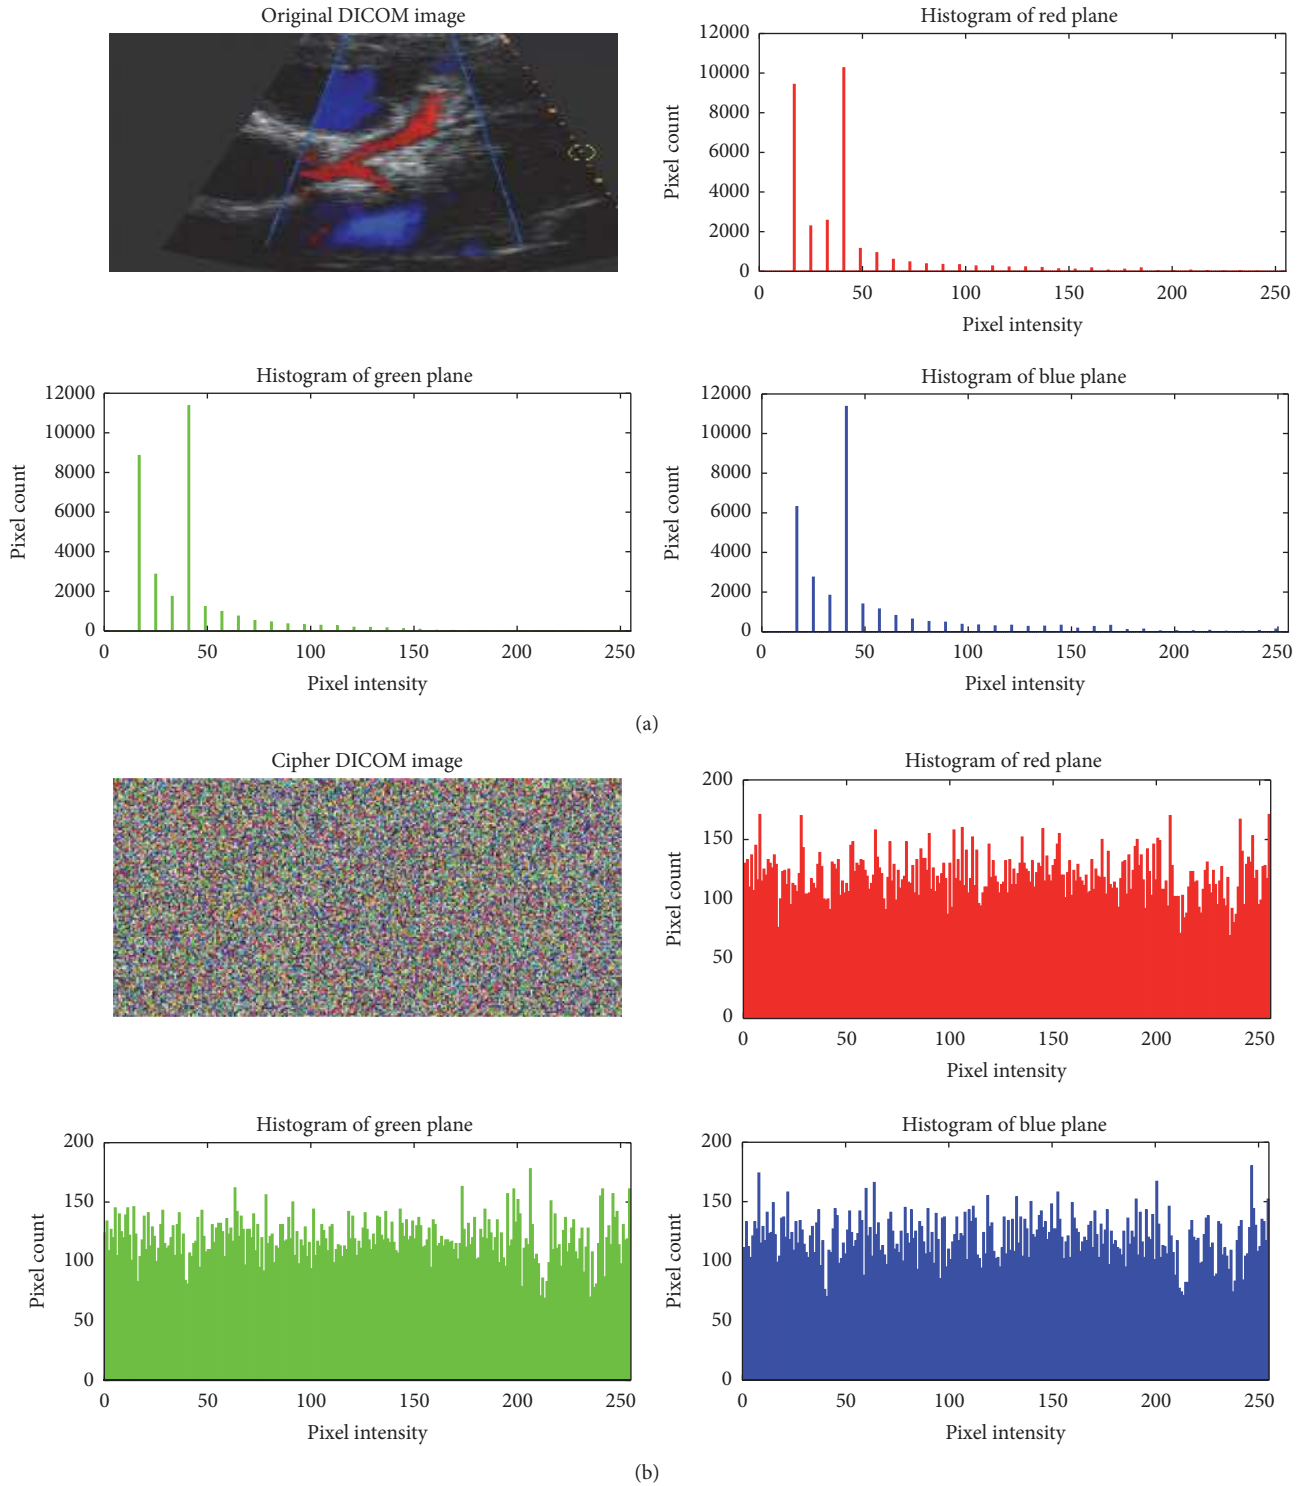 Original DICOM image
Histogram of red plane
12000
10000
8000
6000
4000
2000
0
Pixel count
0 50 100 150 200 250
Pixel intensity
Histogram of green plane
12000
10000
8000
6000
4000
2000
0
Pixel count
0 50 100 150 200 250
Pixel intensity
Histogram of blue plane
12000
10000
8000
6000
4000
2000
0
Pixel count
0 50 100 150 200 250
Pixel intensity
(a)
Cipher DICOM image
Histogram of red plane
200
150
100
50
0
Pixel count
0 50 100 150 200 250
Pixel intensity
Histogram of green plane
200
150
100
50
0
Pixel count
0 50 100 150 200 250
Pixel intensity
Histogram of blue plane
200
150
100
50
0
Pixel count
0 50 100 150 200 250
Pixel intensity
(b)